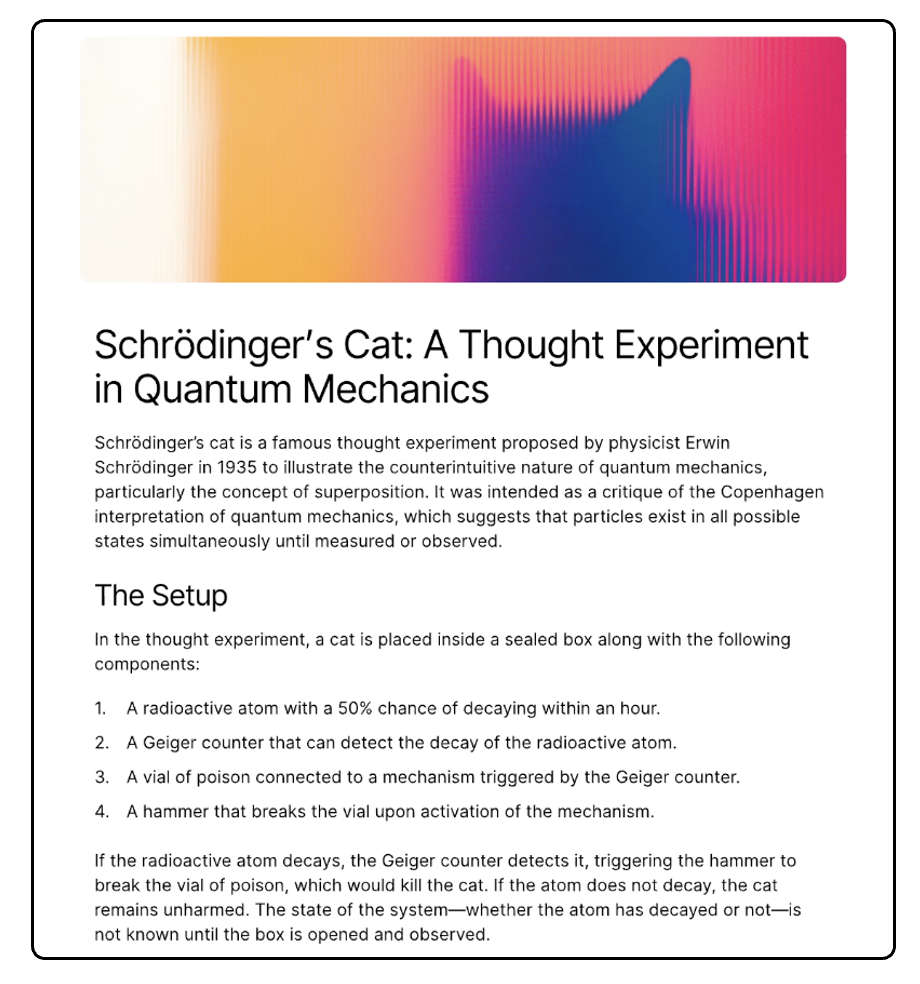 Schrödinger’s Cat: A Thought Experiment
in Quantum Mechanics
Schrödinger’s cat is a famous thought experiment proposed by physicist Erwin
Schrödinger in 1935 to illustrate the counterintuitive nature of quantum mechanics,
particularly the concept of superposition. It was intended as a critique of the Copenhagen
interpretation of quantum mechanics, which suggests that particles exist in all possible
states simultaneously until measured or observed.
The Setup
In the thought experiment, a cat is placed inside a sealed box along with the following
components:
1. A radioactive atom with a 50% chance of decaying within an hour.
2. A Geiger counter that can detect the decay of the radioactive atom.
3. A vial of poison connected to a mechanism triggered by the Geiger counter.
4. A hammer that breaks the vial upon activation of the mechanism.
If the radioactive atom decays, the Geiger counter detects it, triggering the hammer to
break the vial of poison, which would kill the cat. If the atom does not decay, the cat
remains unharmed. The state of the system—whether the atom has decayed or not—is
not known until the box is opened and observed.